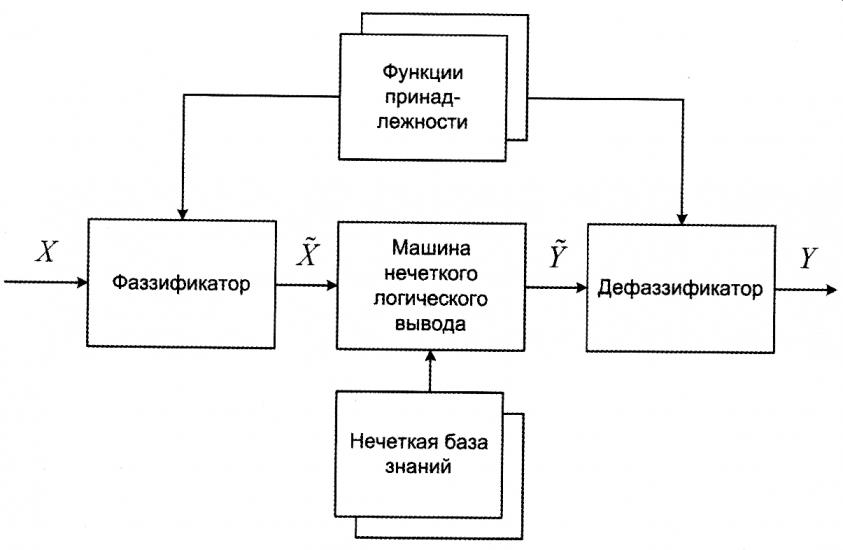 Функции
принад-
лежности
X
Фаззификатор
X̃
Машина
нечеткого
логического
вывода
Ỹ
Дефаззификатор
Y
Нечеткая база
знаний